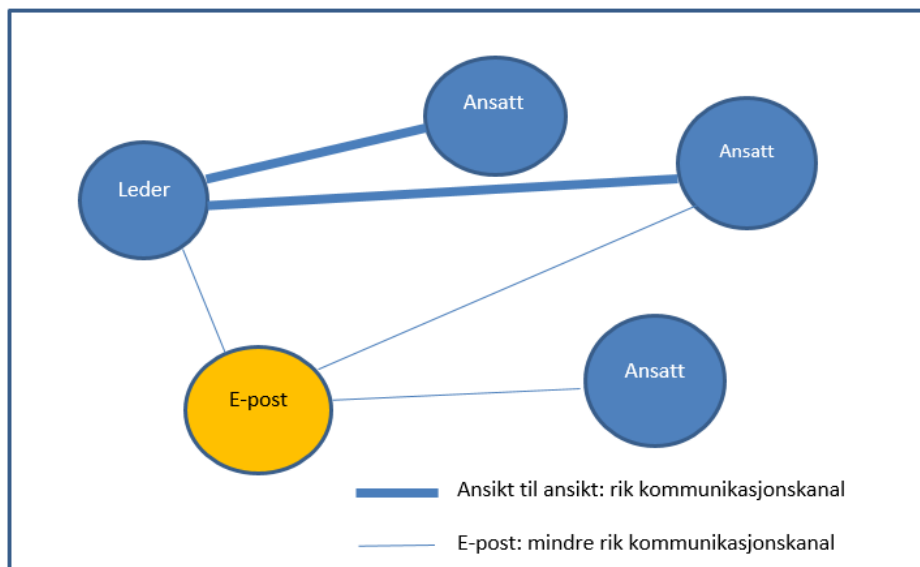 Ansatt
Ansatt
Leder
Ansatt
E-post
Ansikt til ansikt: rik kommunikasjonskanal
E-post: mindre rik kommunikasjonskanal